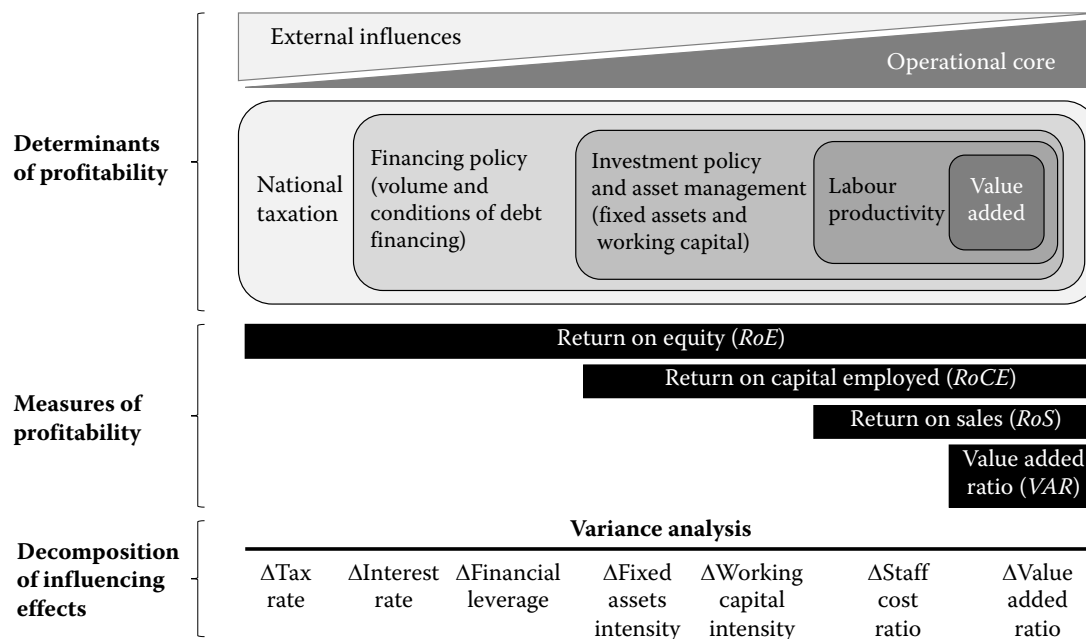 External influences
Operational core
Determinants
of profitability
National
taxation
Financing policy
(volume and
conditions of debt
financing)
Investment policy
and asset management
(fixed assets and
working capital)
Labour
productivity
Value
added
Measures of
profitability
Return on equity (RoE)
Return on capital employed (RoCE)
Return on sales (RoS)
Value added
ratio (VAR)
Decomposition
of influencing
effects
Variance analysis
ΔTax
rate
ΔInterest
rate
ΔFinancial
leverage
ΔFixed
assets
intensity
ΔWorking
capital
intensity
ΔStaff
cost
ratio
ΔValue
added
ratio